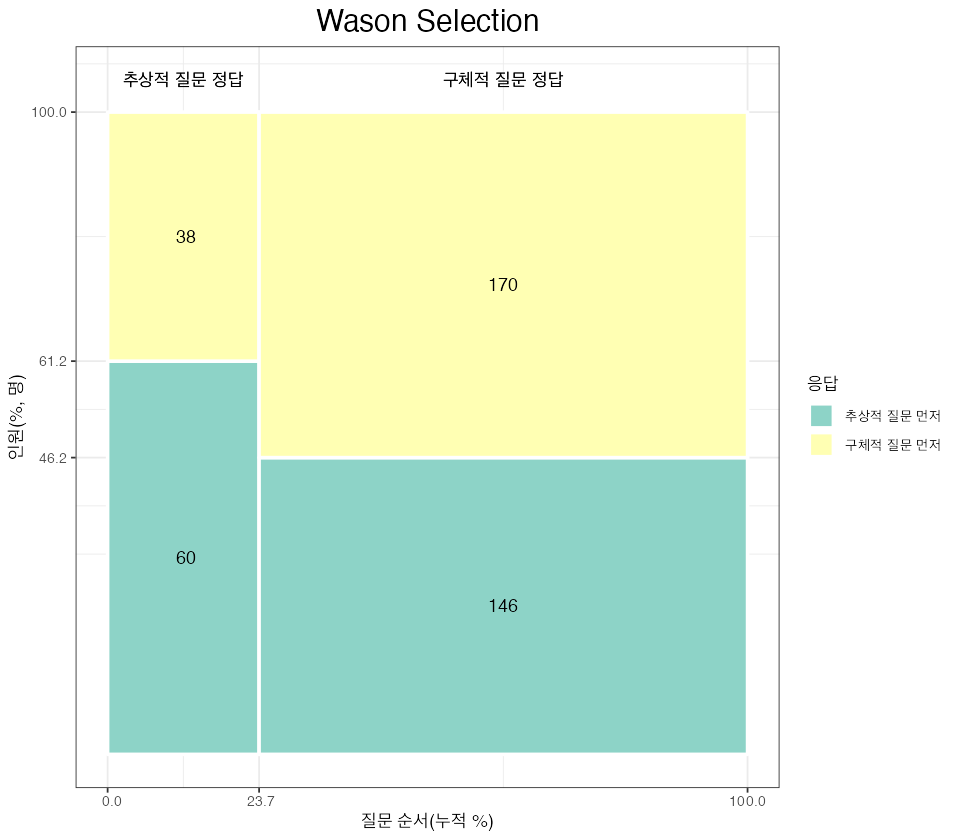 Wason Selection
추상적 질문 정답
구체적 질문 정답
100.0
38
170
61.2
46.2
60
146
인원(%, 명)
응답
추상적 질문 먼저
구체적 질문 먼저
0.0
23.7
100.0
질문 순서(누적 %)